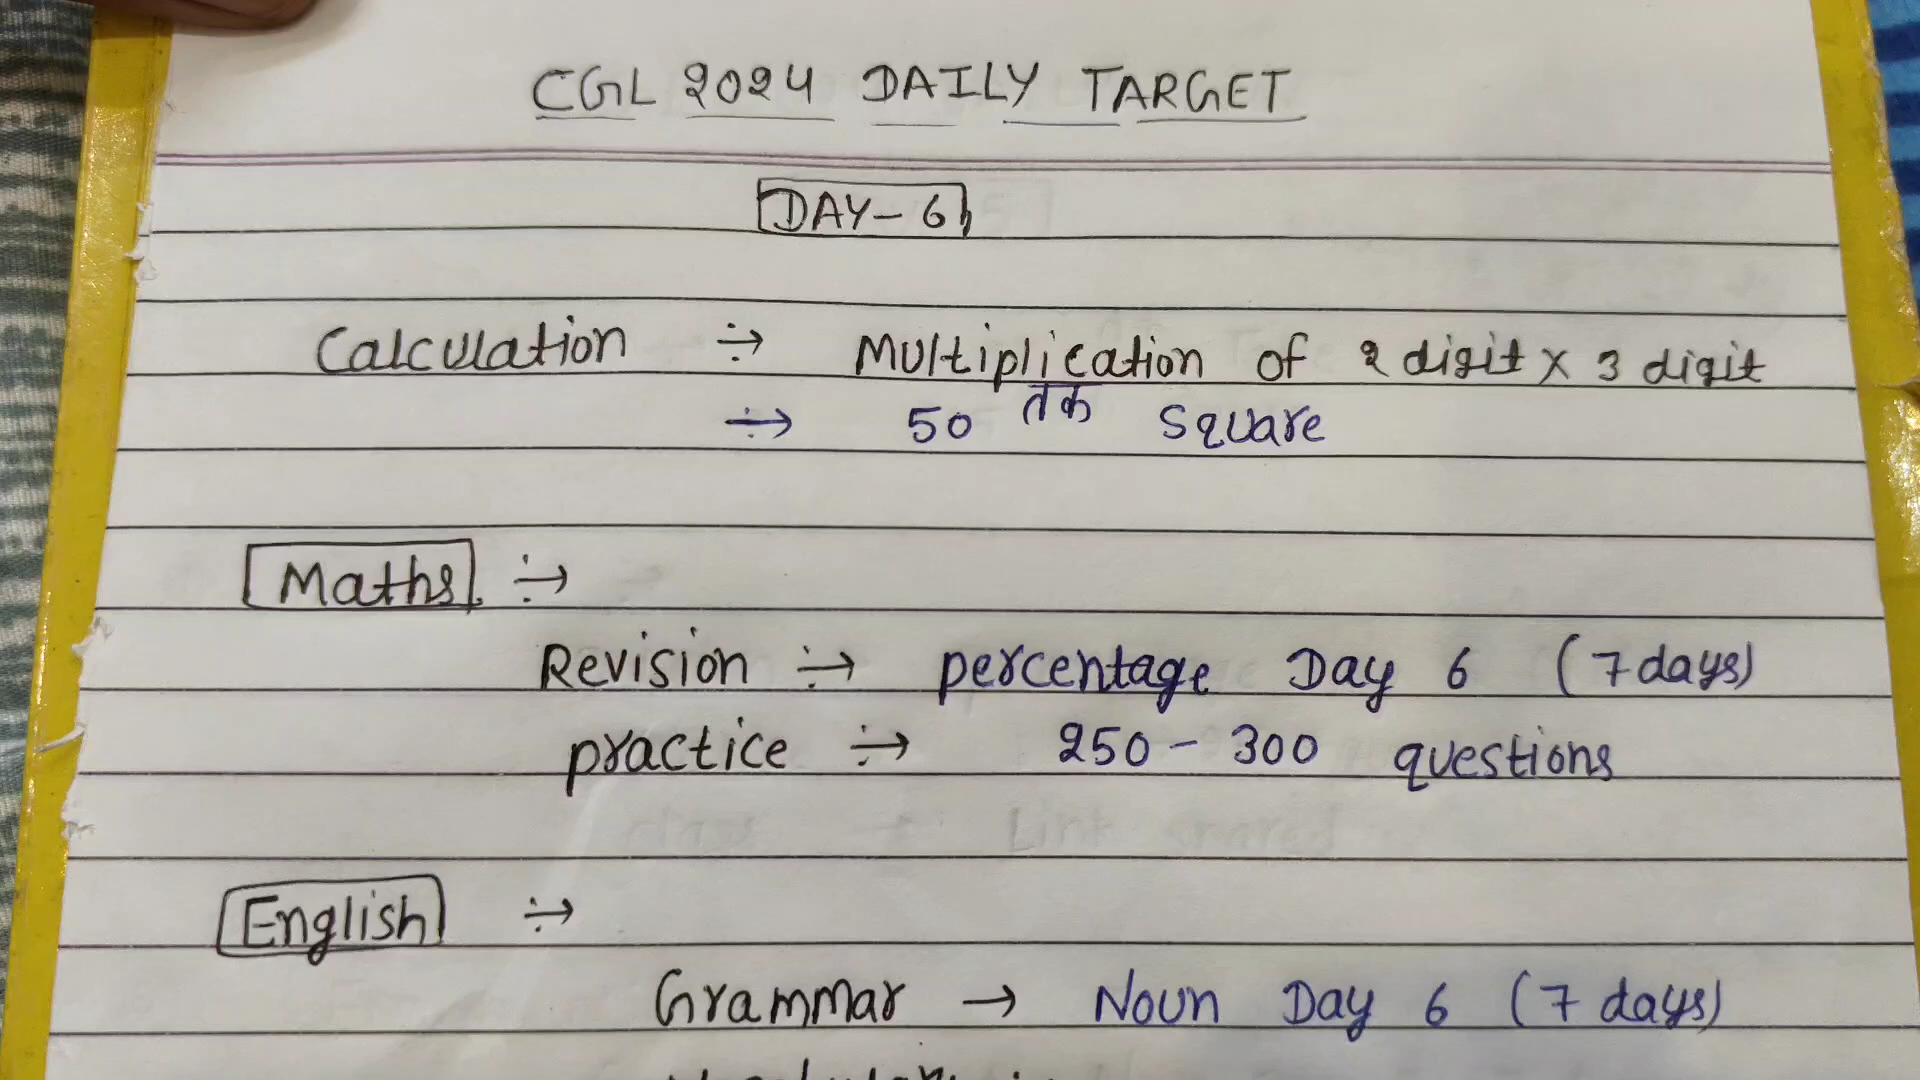 CGL 2024 DAILY TARGET
DAY-6
Calculation ÷→ Multiplication of 2 digit × 3 digit
÷→ 50 तक Square
Maths ÷→
Revision ÷→ percentage Day 6 (7 days)
practice ÷→ 250 - 300 questions
English ÷→
Grammar → Noun Day 6 (7 days)